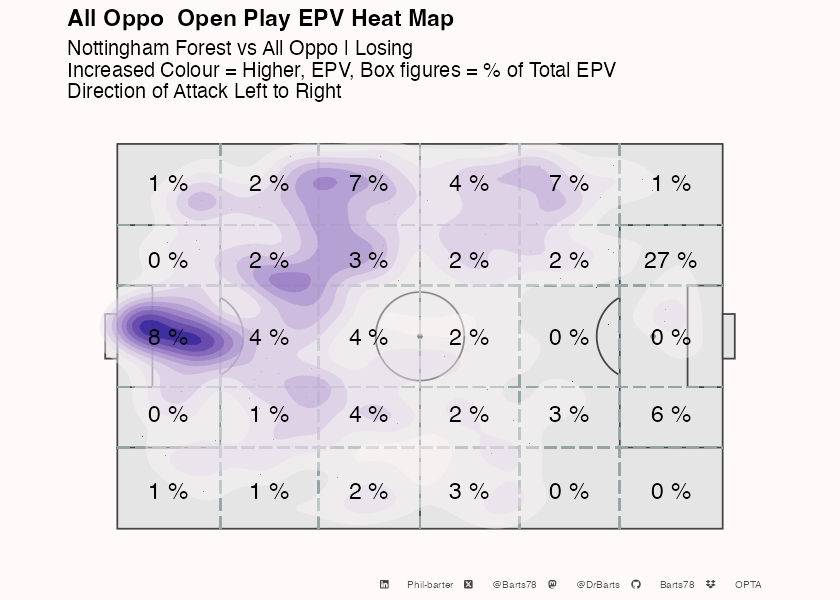 All Oppo  Open Play EPV Heat Map
Nottingham Forest vs All Oppo | Losing
Increased Colour = Higher, EPV, Box figures = % of Total EPV
Direction of Attack Left to Right
1 % 2 % 7 % 4 % 7 % 1 %
0 % 2 % 3 % 2 % 2 % 27 %
8 % 4 % 4 % 2 % 0 % 0 %
0 % 1 % 4 % 2 % 3 % 6 %
1 % 1 % 2 % 3 % 0 % 0 %
Phil-barter @Barts78 @DrBarts Barts78 OPTA